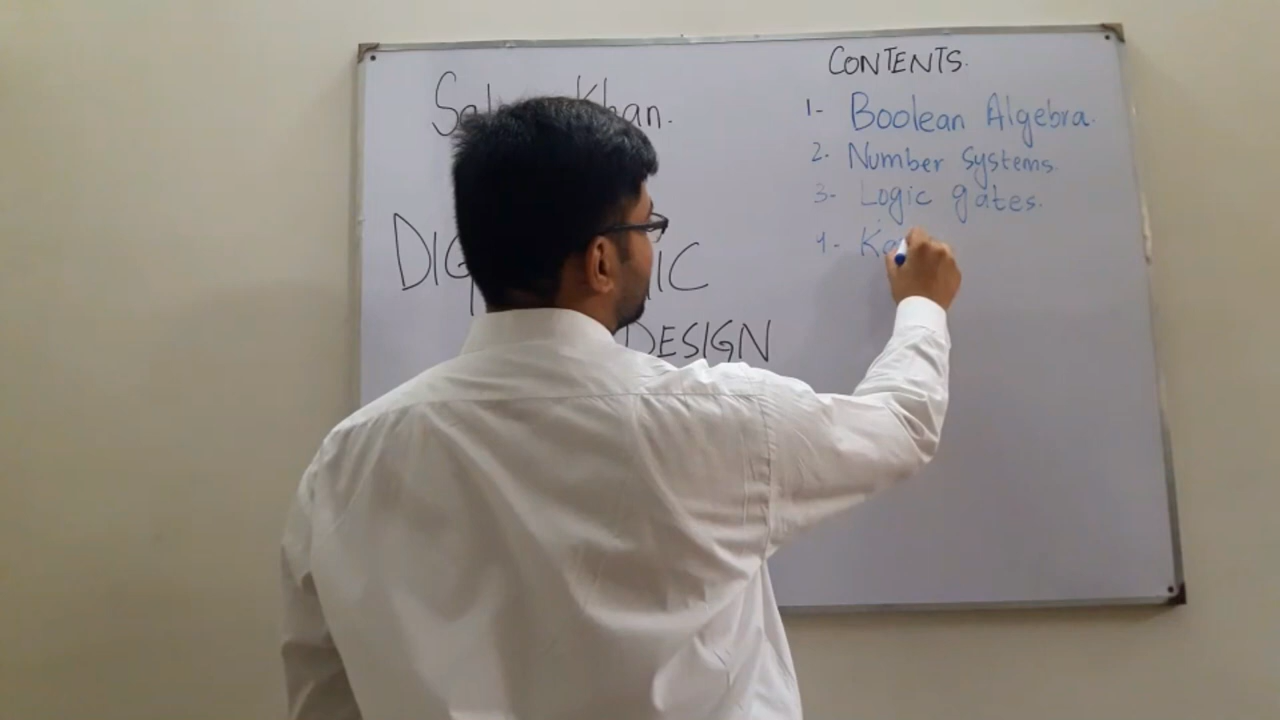 Khan.
DESIGN
CONTENTS.
1- Boolean Algebra.
2. Number Systems.
3- Logic gates.
4-